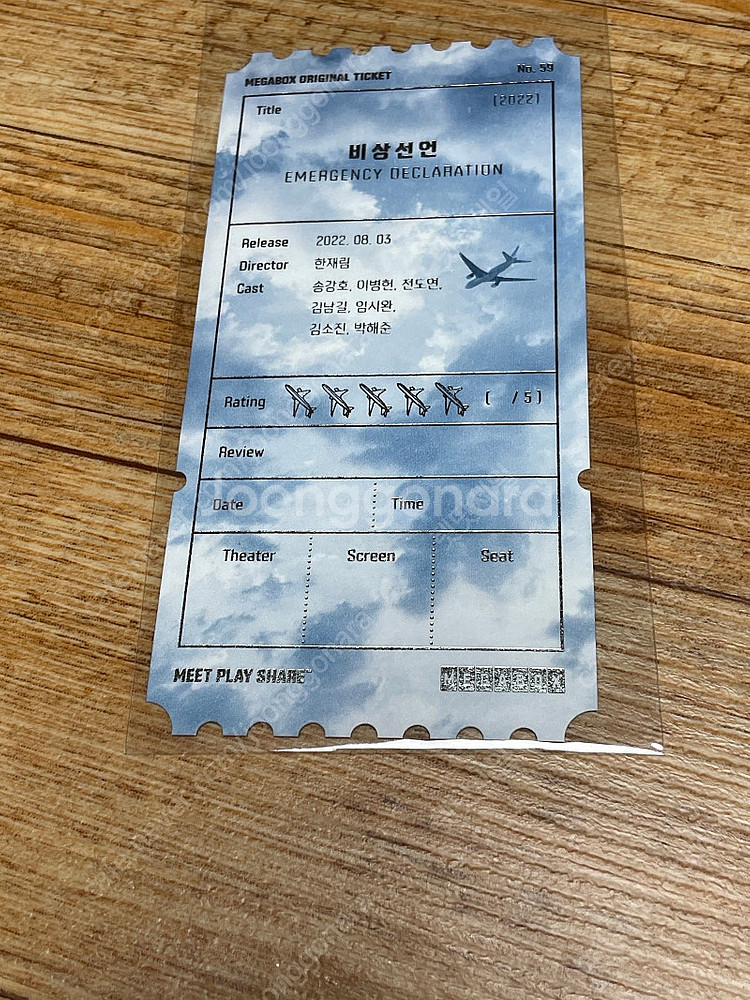 MEGABOX ORIGINAL TICKET No. 59
Title [2022]
비상선언
EMERGENCY DECLARATION
Release 2022. 08. 03
Director 한재림
Cast 송강호, 이병헌, 전도연,
김남길, 임시완,
김소진, 박해준
Rating [ /5]
Review
Date Time
Theater Screen Seat
MEET PLAY SHARE MEGABOX
joonggonara